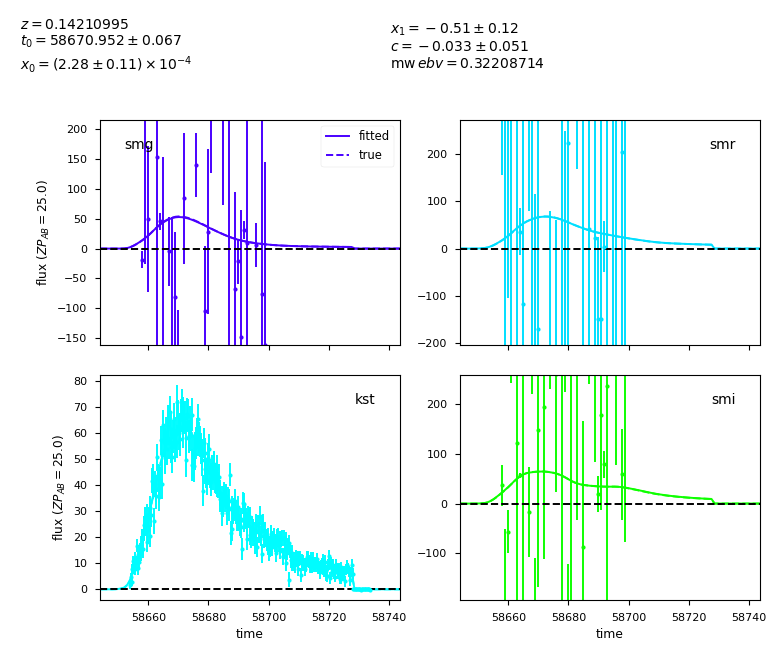 z = 0.14210995
t₀ = 58670.952 ± 0.067
x₀ = (2.28 ± 0.11) × 10⁻⁴
x₁ = −0.51 ± 0.12
c = −0.033 ± 0.051
mw ebv = 0.32208714
smg
fitted
true
200
150
100
50
0
−50
−100
−150
flux (ZP_AB = 25.0)
smr
200
100
0
−100
−200
kst
80
70
60
50
40
30
20
10
0
flux (ZP_AB = 25.0)
58660
58680
58700
58720
58740
time
smi
200
100
0
−100
58660
58680
58700
58720
58740
time